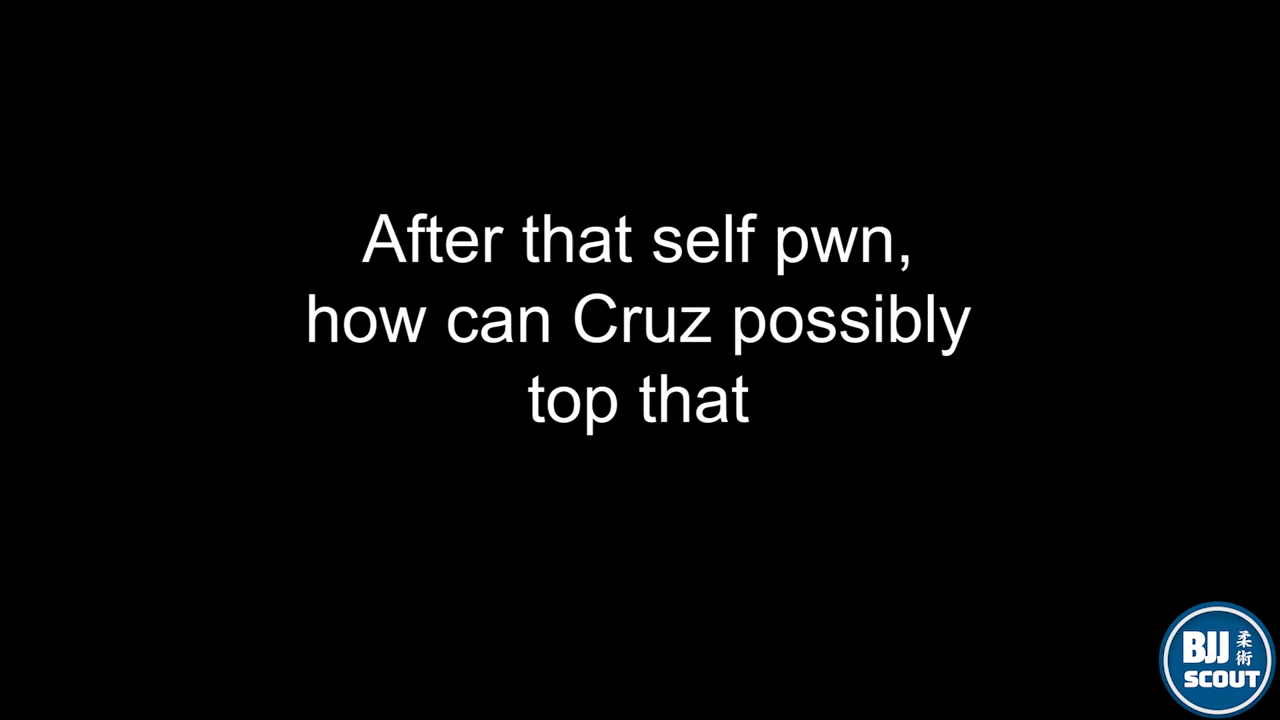 After that self pwn,
how can Cruz possibly
top that
BJJ 柔術
SCOUT